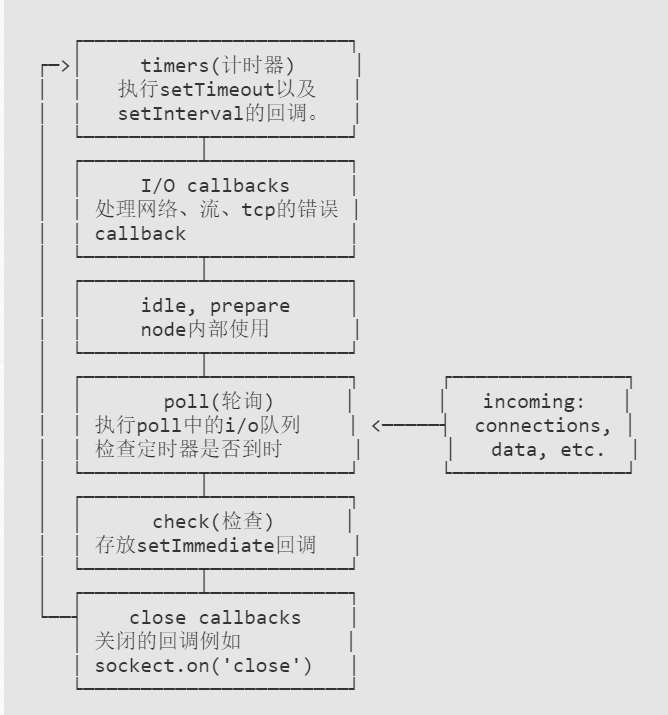 timers(计时器)
执行setTimeout以及
setInterval的回调。
I/O callbacks
处理网络、流、tcp的错误
callback
idle, prepare
node内部使用
poll(轮询)
执行poll中的i/o队列
检查定时器是否到时
incoming:
connections,
data, etc.
check(检查)
存放setImmediate回调
close callbacks
关闭的回调例如
sockect.on('close')